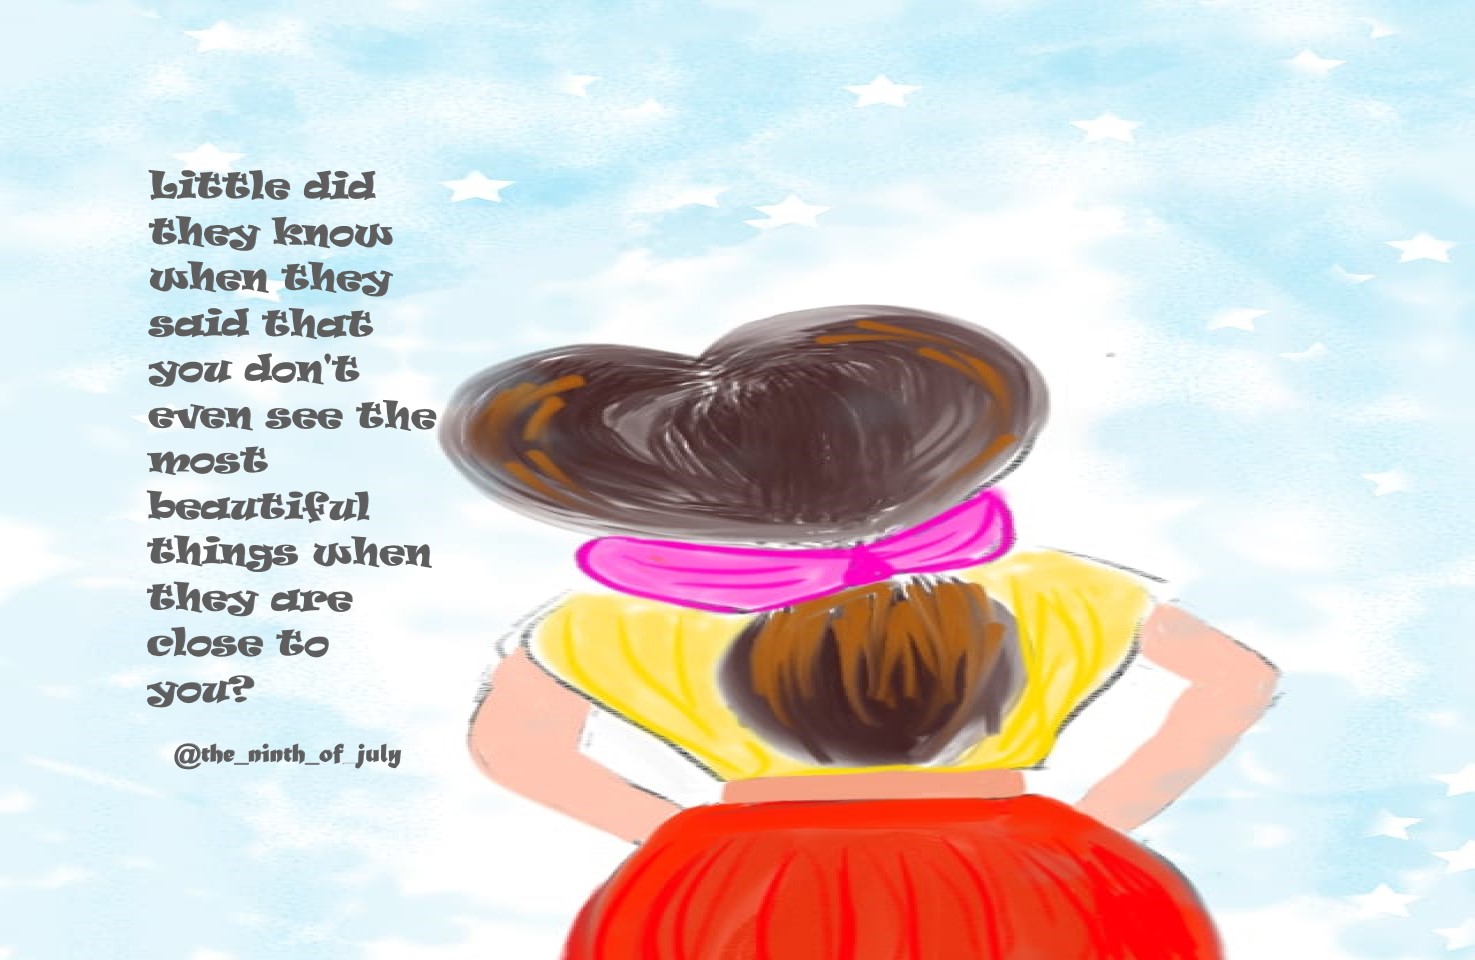 Little did
they know
when they
said that
you don't
even see the
most
beautiful
things when
they are
close to
you?
@the_ninth_of_july